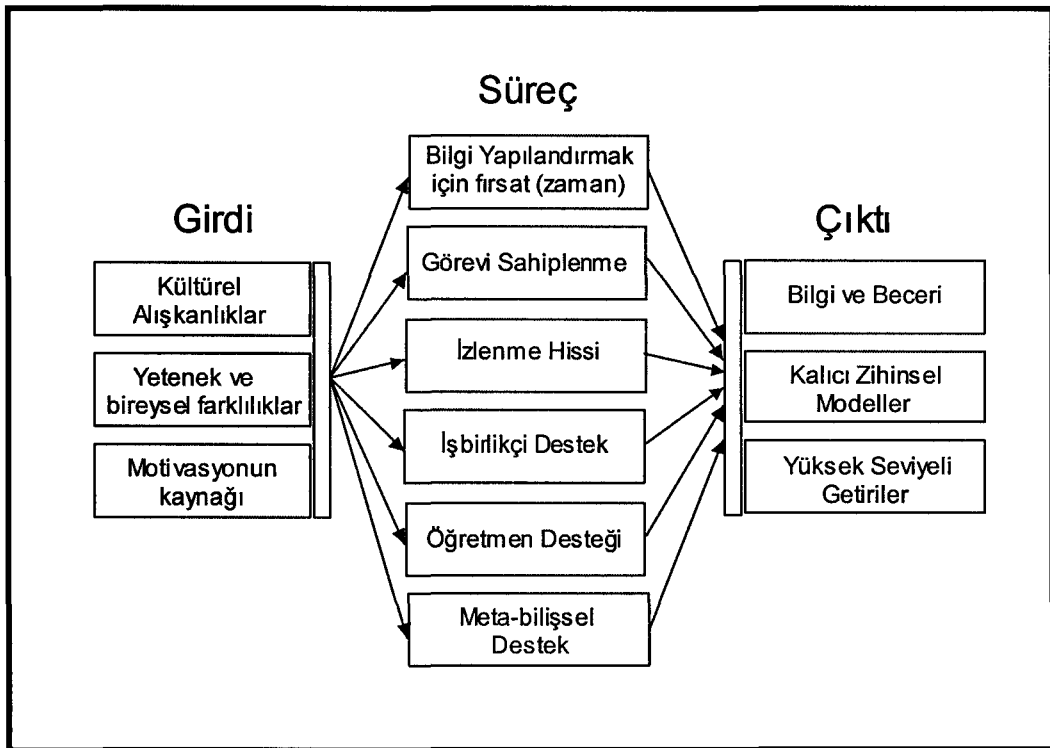 Süreç
Girdi
Çıktı
Kültürel
Alışkanlıklar
Yetenek ve
bireysel farklılıklar
Motivasyonun
kaynağı
Bilgi Yapılandırmak
için fırsat (zaman)
Görevi Sahiplenme
İzlenme Hissi
İşbirlikçi Destek
Öğretmen Desteği
Meta-bilişsel
Destek
Bilgi ve Beceri
Kalıcı Zihinsel
Modeller
Yüksek Seviyeli
Getiriler